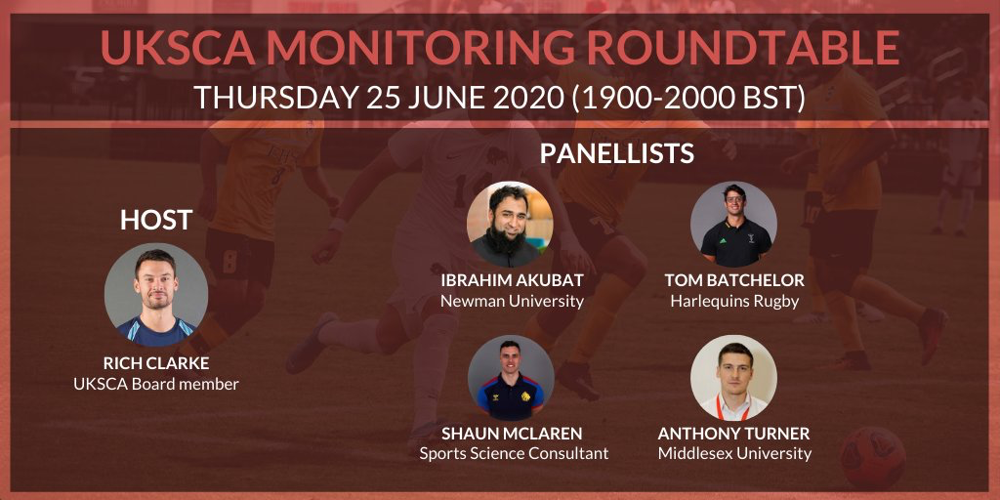 UKSCA MONITORING ROUNDTABLE
THURSDAY 25 JUNE 2020 (1900-2000 BST)
HOST
RICH CLARKE
UKSCA Board member
PANELLISTS
IBRAHIM AKUBAT
Newman University
TOM BATCHELOR
Harlequins Rugby
SHAUN MCLAREN
Sports Science Consultant
ANTHONY TURNER
Middlesex University
8